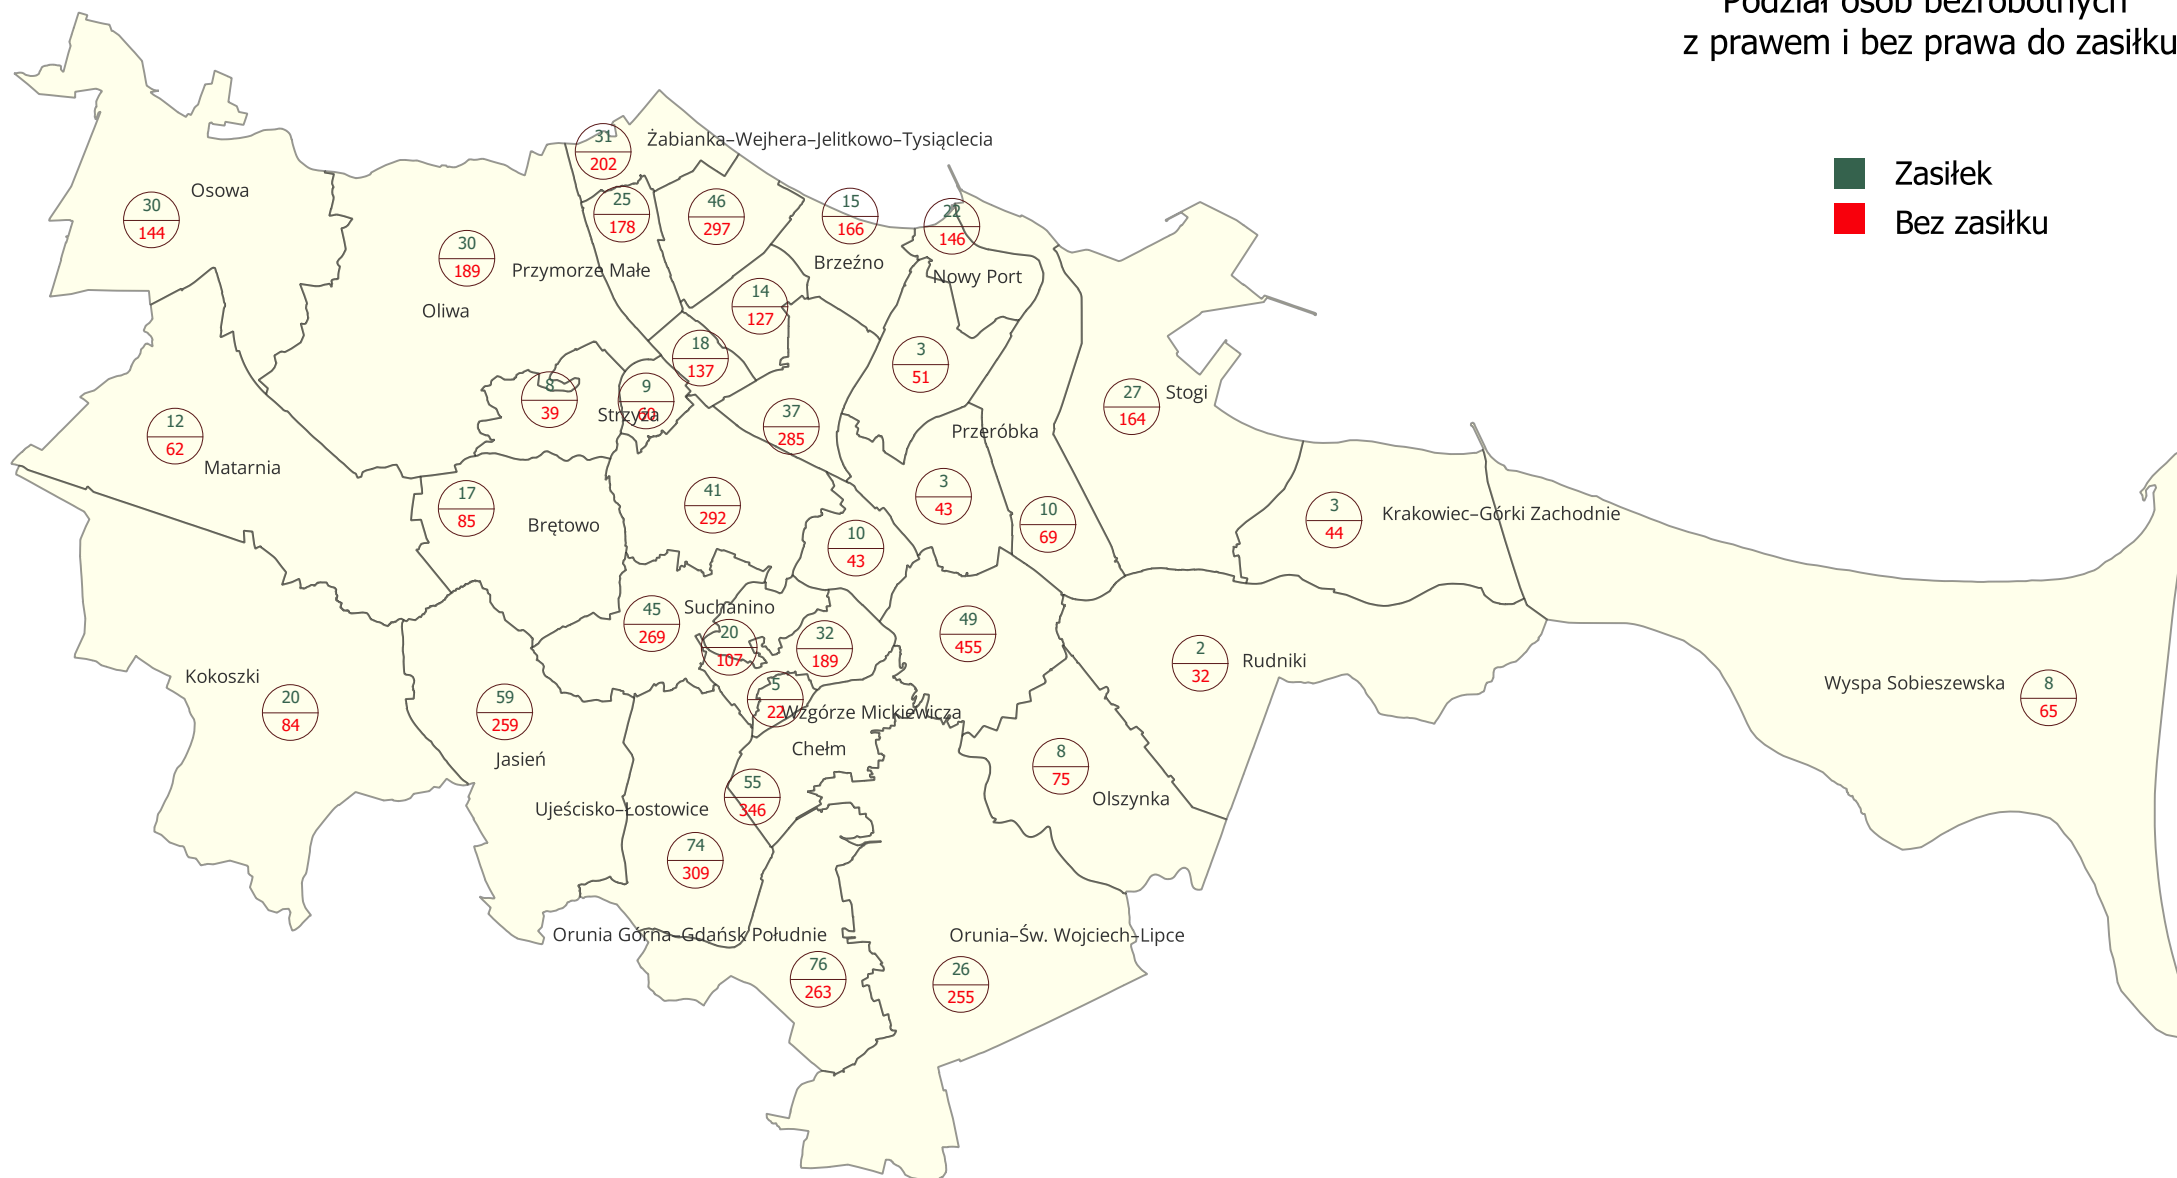 Podział osób bezrobotnych
z prawem i bez prawa do zasiłku
Zasiłek
Bez zasiłku
31
202
Żabianka–Wejhera–Jelitkowo–Tysiąclecia
30
144
Osowa
25
178
46
297
15
166
22
146
30
189
Przymorze Małe
Oliwa
Brzeźno
Nowy Port
14
127
18
137
3
51
8
39
9
60
Strzyża
27
164
Stogi
12
62
Matarnia
37
285
Przeróbka
17
85
Brętowo
41
292
3
43
10
69
3
44
Krakowiec–Górki Zachodnie
10
43
45
269
Suchanino
20
107
32
189
49
455
2
32
Rudniki
Kokoszki
20
84
59
259
Jasień
5
22
Wzgórze Mickiewicza
Chełm
Wyspa Sobieszewska
8
65
55
346
8
75
Olszynka
Ujeścisko–Łostowice
74
309
Orunia Górna–Gdańsk Południe
76
263
Orunia–Św. Wojciech–Lipce
26
255